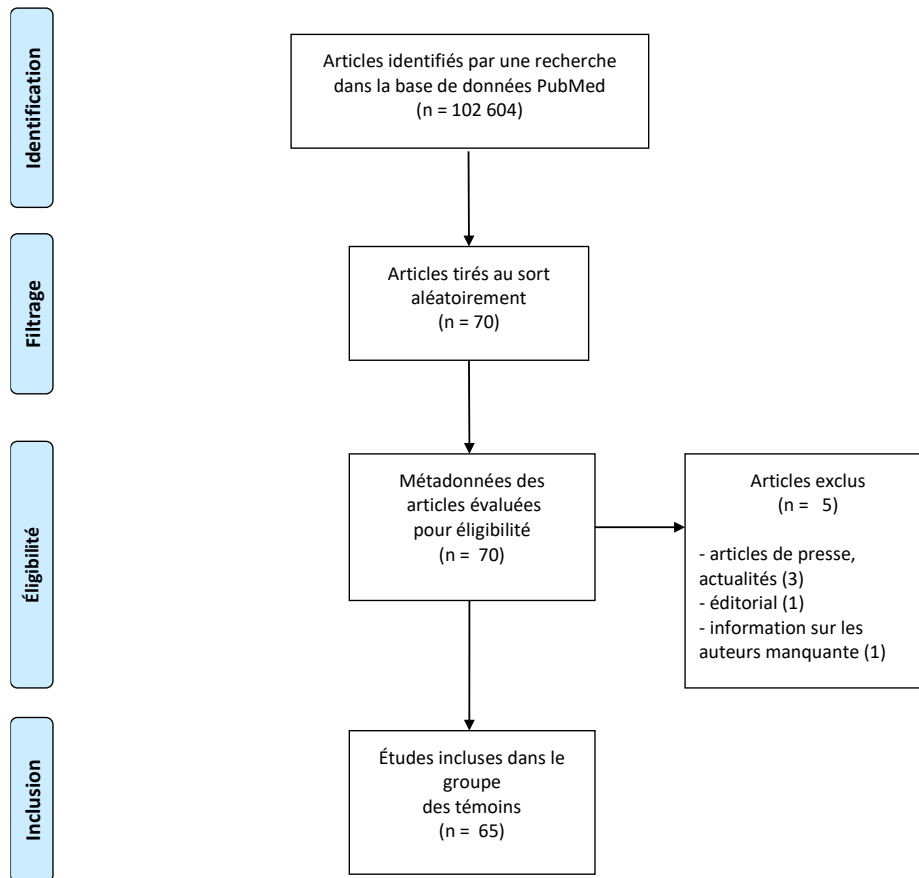 Identification
Articles identifiés par une recherche
dans la base de données PubMed
(n = 102 604)
Filtrage
Articles tirés au sort
aléatoirement
(n = 70)
Éligibilité
Métadonnées des
articles évaluées
pour éligibilité
(n = 70)
Articles exclus
(n = 5)
- articles de presse,
actualités (3)
- éditorial (1)
- information sur les
auteurs manquante (1)
Inclusion
Études incluses dans le
groupe
des témoins
(n = 65)